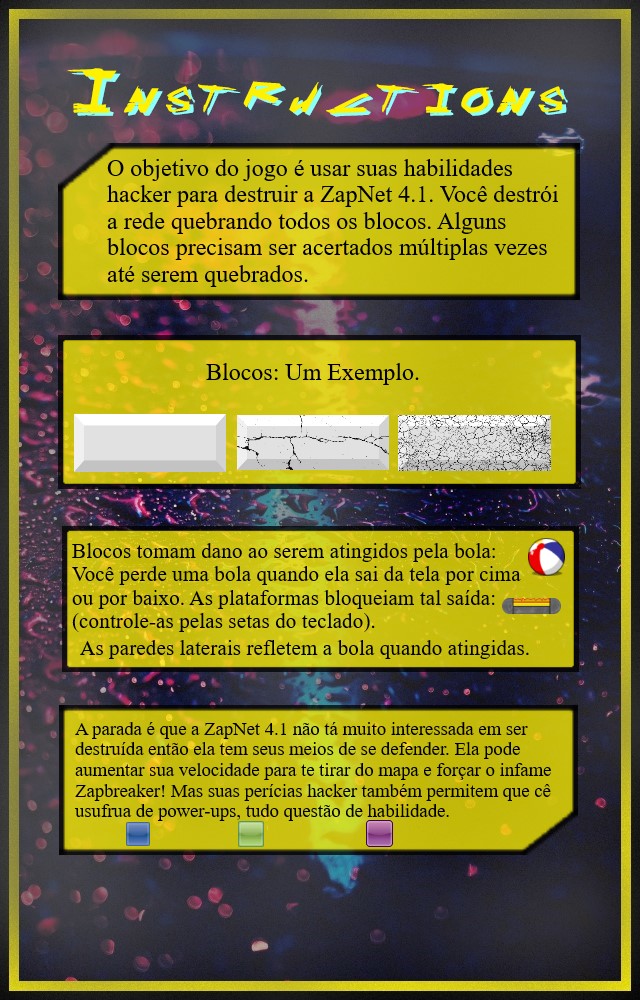 Instructions
O objetivo do jogo é usar suas habilidades
hacker para destruir a ZapNet 4.1. Você destrói
a rede quebrando todos os blocos. Alguns
blocos precisam ser acertados múltiplas vezes
até serem quebrados.
Blocos: Um Exemplo.
Blocos tomam dano ao serem atingidos pela bola:
Você perde uma bola quando ela sai da tela por cima
ou por baixo. As plataformas bloqueiam tal saída:
(controle-as pelas setas do teclado).
As paredes laterais refletem a bola quando atingidas.
A parada é que a ZapNet 4.1 não tá muito interessada em ser
destruída então ela tem seus meios de se defender. Ela pode
aumentar sua velocidade para te tirar do mapa e forçar o infame
Zapbreaker! Mas suas perícias hacker também permitem que cê
usufrua de power-ups, tudo questão de habilidade.